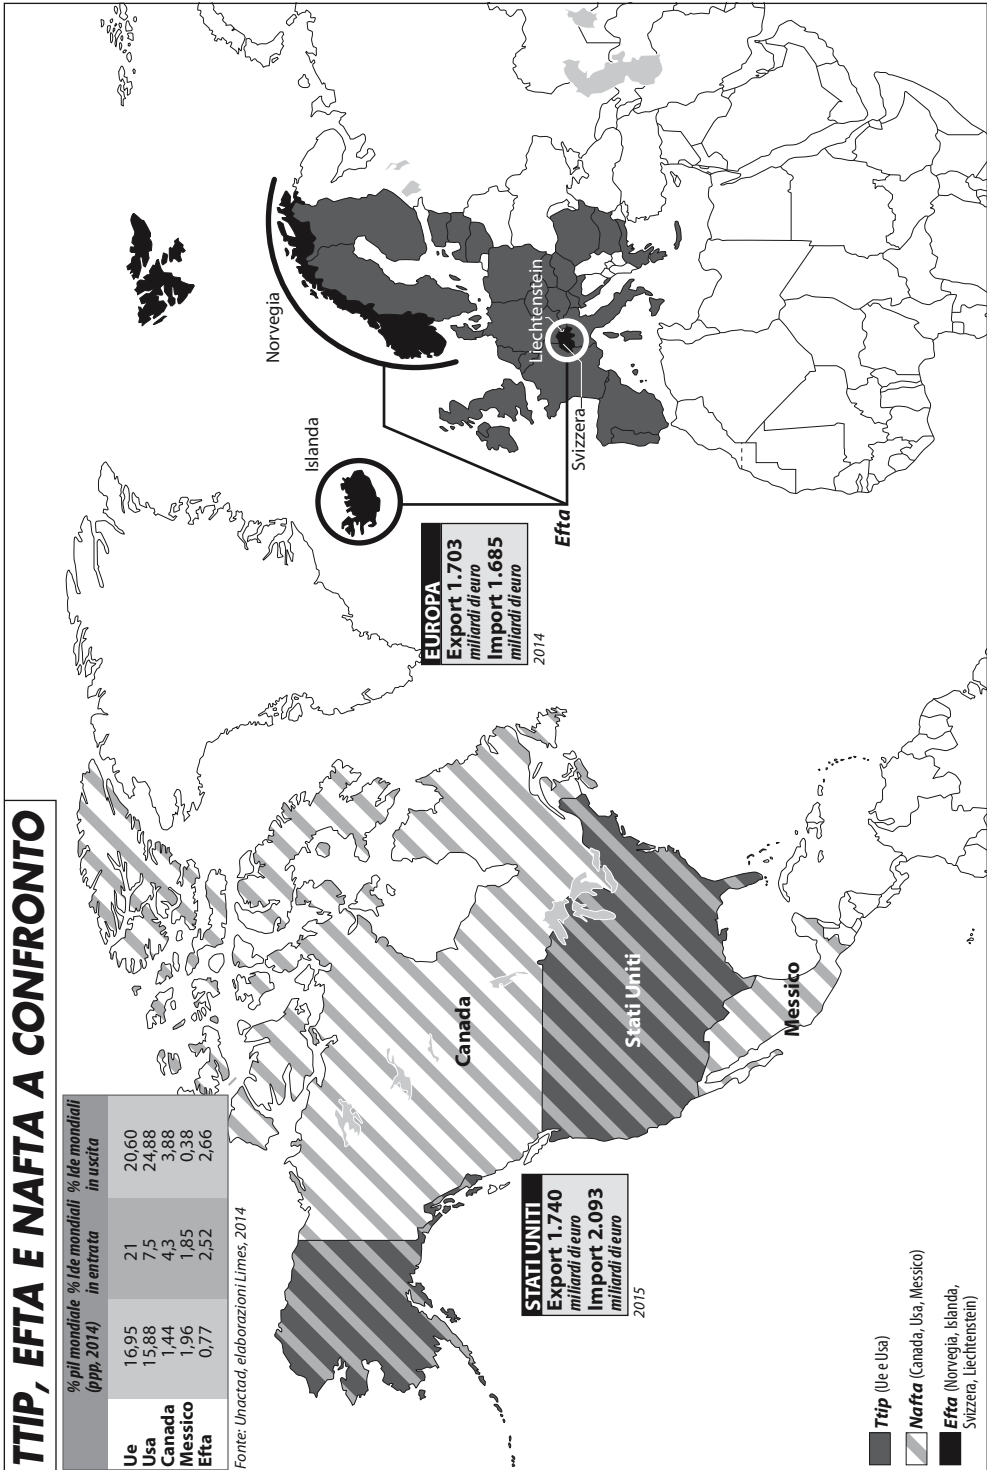 TTIP, EFTA E NAFTA A CONFRONTO
% pil mondiale (ppp, 2014) % Ide mondiali in entrata % Ide mondiali in uscita
Ue 16,95 21 20,60
Usa 15,88 7,5 24,88
Canada 1,44 4,3 3,88
Messico 1,96 1,85 0,38
Efta 0,77 2,52 2,66
Fonte: Unactad, elaborazioni Limes, 2014
Norvegia
Islanda
Liechtenstein
Svizzera
Efta
EUROPA
Export 1.703
miliardi di euro
Import 1.685
miliardi di euro
2014
Canada
Stati Uniti
Messico
STATI UNITI
Export 1.740
miliardi di euro
Import 2.093
miliardi di euro
2015
Ttip (Ue e Usa)
Nafta (Canada, Usa, Messico)
Efta (Norvegia, Islanda,
Svizzera, Liechtenstein)